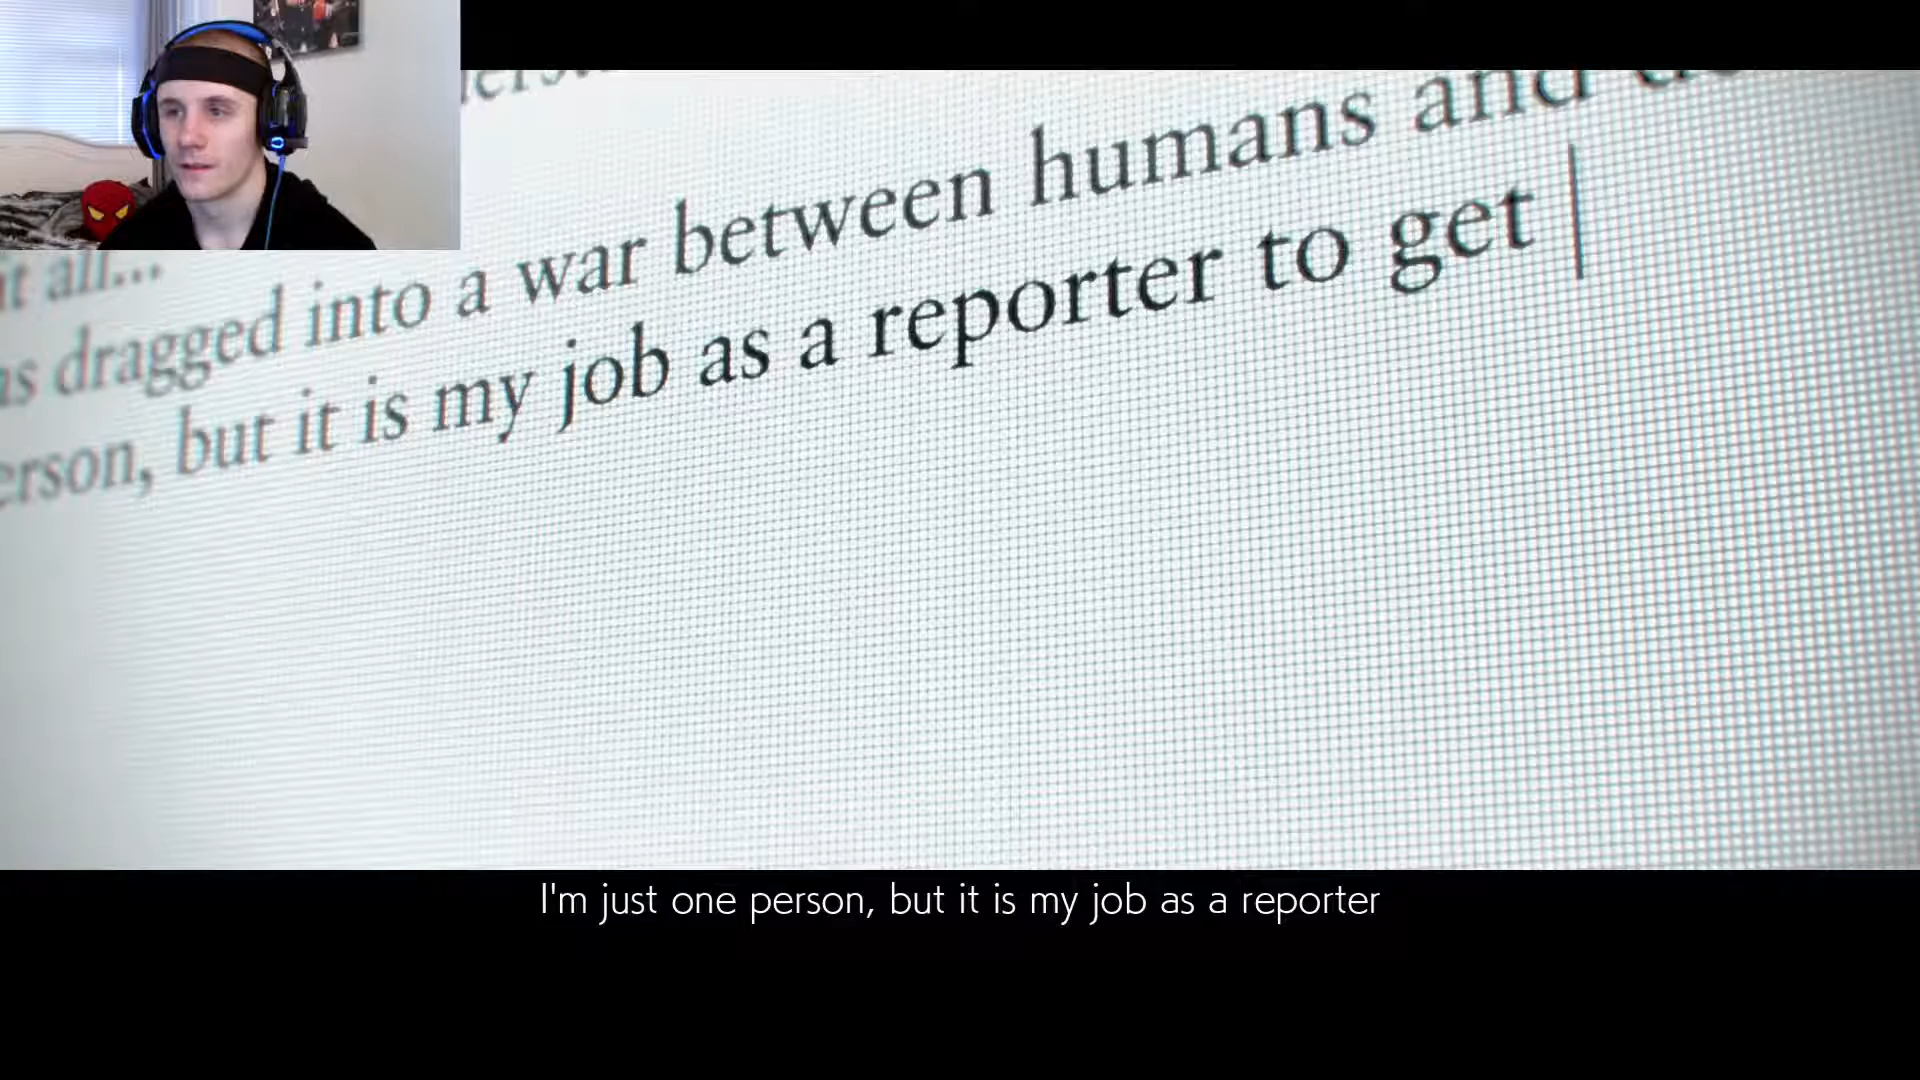 it all...
dragged into a war between humans and
but it is my job as a reporter to get
I'm just one person, but it is my job as a reporter